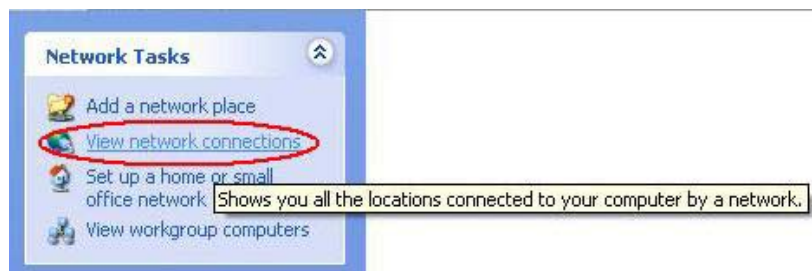 Network Tasks
Add a network place
View network connections
Set up a home or small
office network
Shows you all the locations connected to your computer by a network.
View workgroup computers